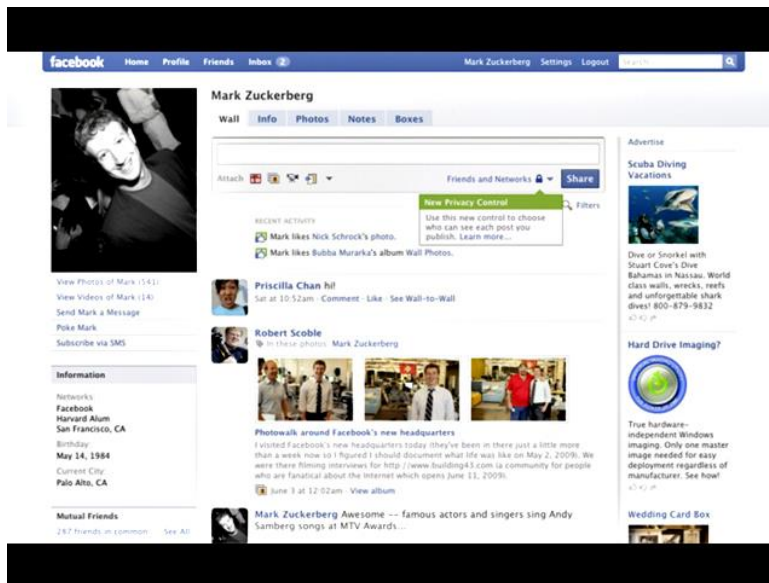 facebook Home Profile Friends Inbox 2 Mark Zuckerberg Settings Logout Search
Mark Zuckerberg
Wall Info Photos Notes Boxes
Attach Friends and Networks Share
New Privacy Control
Use this new control to choose
who can see each post you
publish. Learn more...
Filters
RECENT ACTIVITY
Mark likes Nick Schrock's photo.
Mark likes Bubba Murarka's album Wall Photos.
Priscilla Chan hi!
Sat at 10:52am · Comment · Like · See Wall-to-Wall
Robert Scoble
In these photos: Mark Zuckerberg
Photowalk around Facebook's new headquarters
I visited Facebook's new headquarters today (they've been in there just a little more
than a week now so I figured I should document what life was like on May 2, 2009). We
were there filming interviews for http://www.building43.com (a community for people
who are fanatical about the Internet which opens June 11, 2009).
June 3 at 12:02am · View album
Mark Zuckerberg Awesome -- famous actors and singers sing Andy
Samberg songs at MTV Awards...
View Photos of Mark (541)
View Videos of Mark (14)
Send Mark a Message
Poke Mark
Subscribe via SMS
Information
Networks:
Facebook
Harvard Alum
San Francisco, CA
Birthday:
May 14, 1984
Current City:
Palo Alto, CA
Mutual Friends
287 friends in common See All
Advertise
Scuba Diving
Vacations
Dive or Snorkel with
Stuart Cove's Dive
Bahamas in Nassau. World
class walls, wrecks, reefs
and unforgettable shark
dives! 800-879-9832
Hard Drive Imaging?
True hardware-
independent Windows
imaging. Only one master
image needed for easy
deployment regardless of
manufacturer. See how!
Wedding Card Box